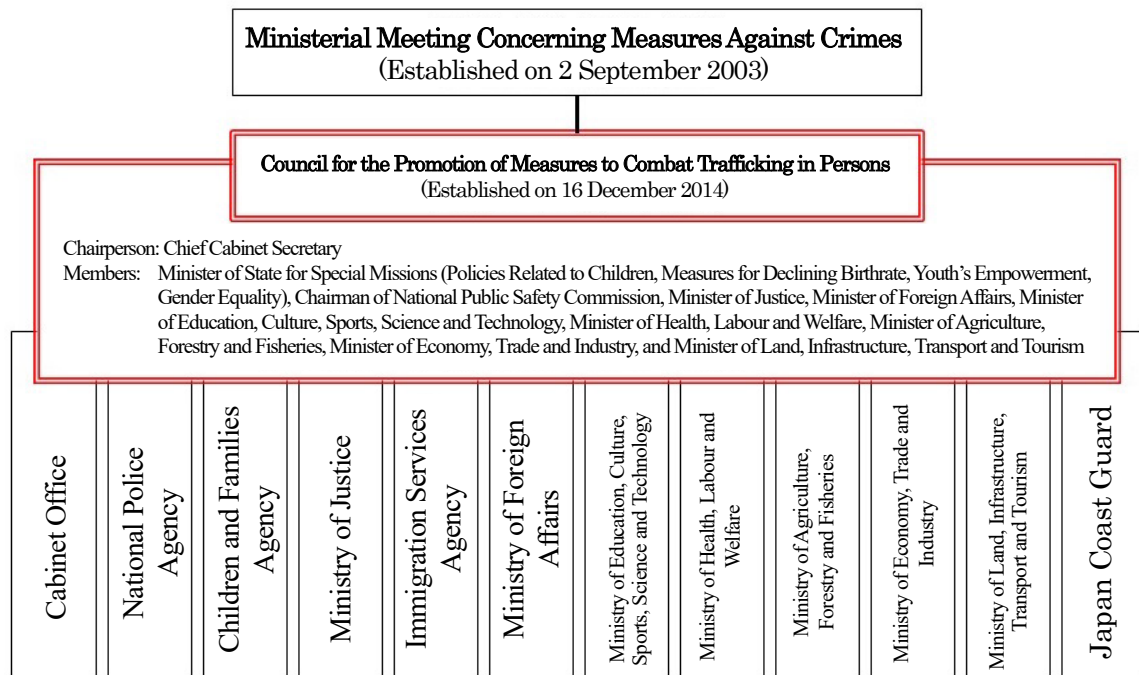 Ministerial Meeting Concerning Measures Against Crimes
(Established on 2 September 2003)
Council for the Promotion of Measures to Combat Trafficking in Persons
(Established on 16 December 2014)
Chairperson: Chief Cabinet Secretary
Members: Minister of State for Special Missions (Policies Related to Children, Measures for Declining Birthrate, Youth's Empowerment,
Gender Equality), Chairman of National Public Safety Commission, Minister of Justice, Minister of Foreign Affairs, Minister
of Education, Culture, Sports, Science and Technology, Minister of Health, Labour and Welfare, Minister of Agriculture,
Forestry and Fisheries, Minister of Economy, Trade and Industry, and Minister of Land, Infrastructure, Transport and Tourism
Cabinet Office
National Police
Agency
Children and Families
Agency
Ministry of Justice
Immigration Services
Agency
Ministry of Foreign
Affairs
Ministry of Education, Culture,
Sports, Science and Technology
Ministry of Health, Labour and
Welfare
Ministry of Agriculture,
Forestry and Fisheries
Ministry of Economy, Trade and
Industry
Ministry of Land, Infrastructure,
Transport and Tourism
Japan Coast Guard